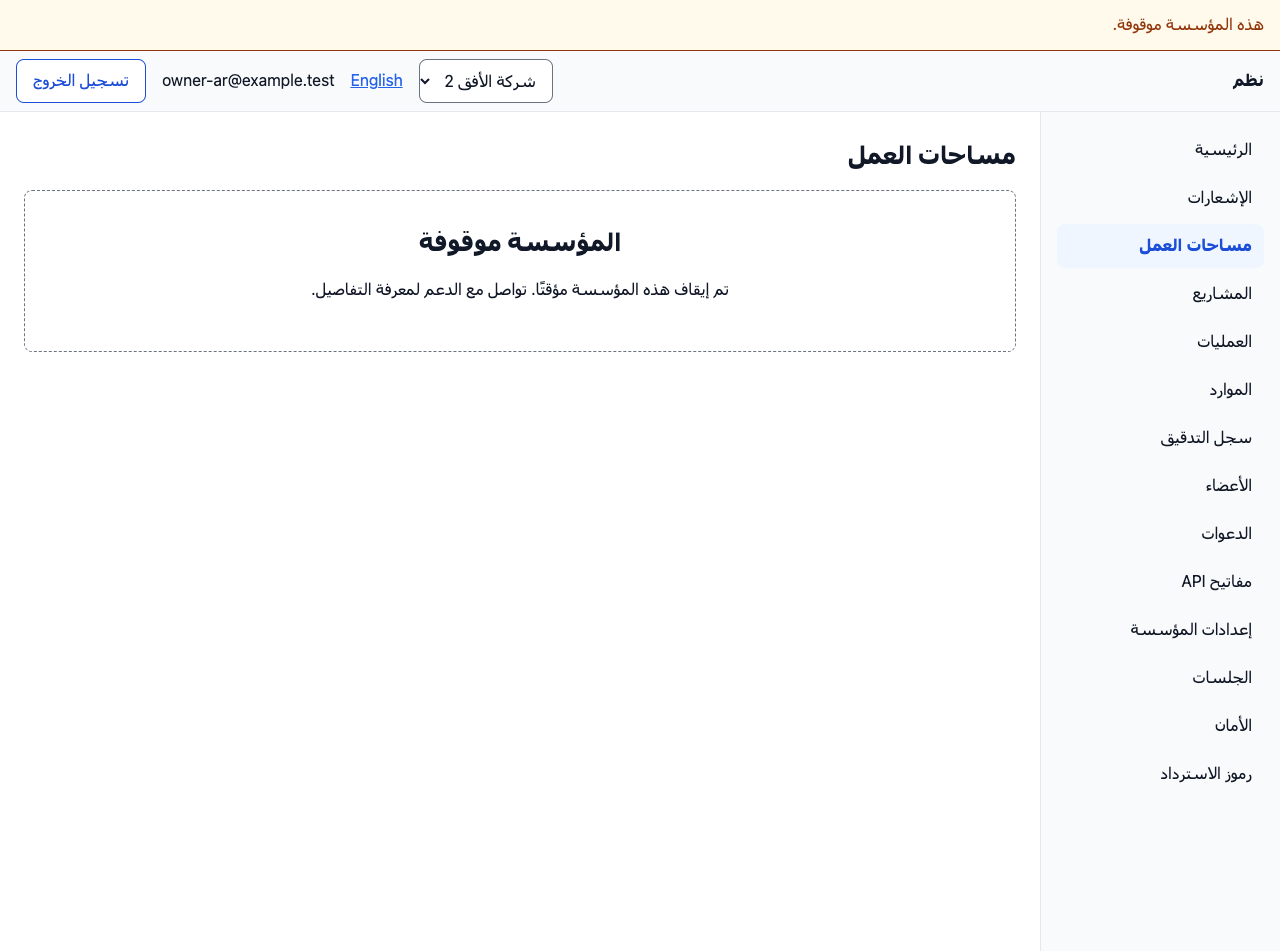 هذه المؤسسة موقوفة.
نظم
شركة الأفق 2
English
owner-ar@example.test
تسجيل الخروج
الرئيسية
الإشعارات
مساحات العمل
المشاريع
العمليات
الموارد
سجل التدقيق
الأعضاء
الدعوات
مفاتيح API
إعدادات المؤسسة
الجلسات
الأمان
رموز الاسترداد
مساحات العمل
المؤسسة موقوفة
تم إيقاف هذه المؤسسة مؤقتًا. تواصل مع الدعم لمعرفة التفاصيل.